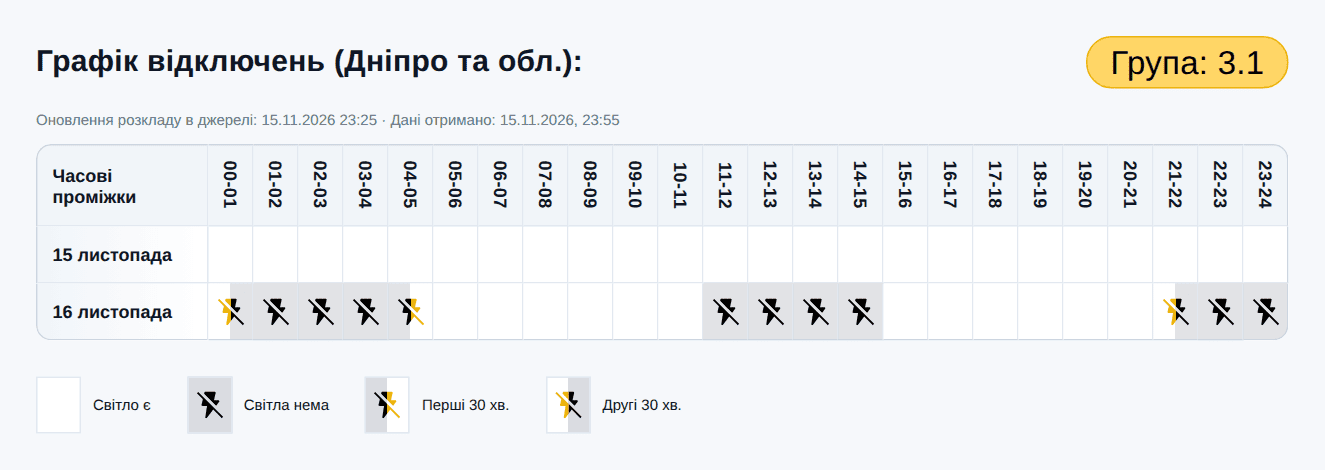 Графік відключень (Дніпро та обл.):
Група: 3.1
Оновлення розкладу в джерелі: 15.11.2026 23:25 · Дані отримано: 15.11.2026, 23:55
Часові
проміжки
00-01
01-02
02-03
03-04
04-05
05-06
06-07
07-08
08-09
09-10
10-11
11-12
12-13
13-14
14-15
15-16
16-17
17-18
18-19
19-20
20-21
21-22
22-23
23-24
15 листопада
16 листопада
Світло є
Світла нема
Перші 30 хв.
Другі 30 хв.